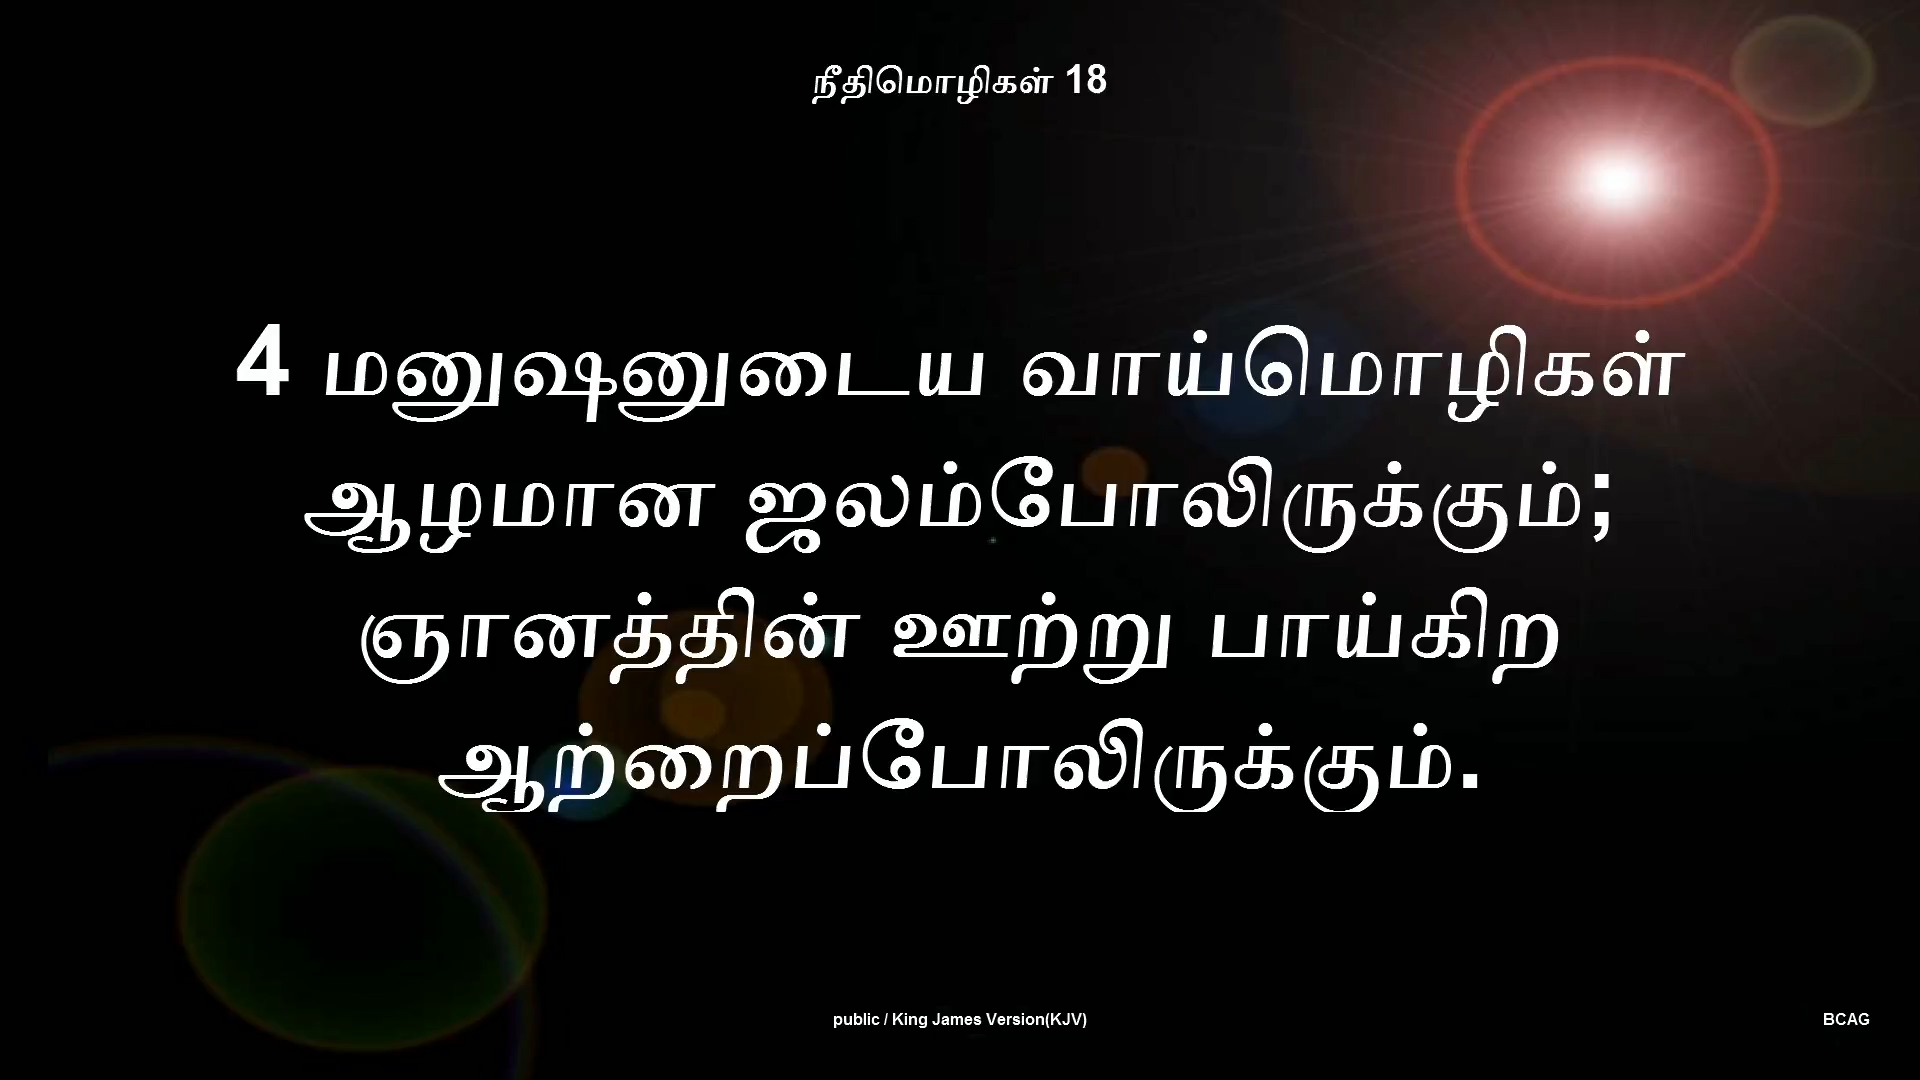 நீதிமொழிகள் 18
4 மனுஷனுடைய வாய்மொழிகள்
ஆழமான ஜலம்போலிருக்கும்;
ஞானத்தின் ஊற்று பாய்கிற
ஆற்றைப்போலிருக்கும்.
public / King James Version(KJV)
BCAG